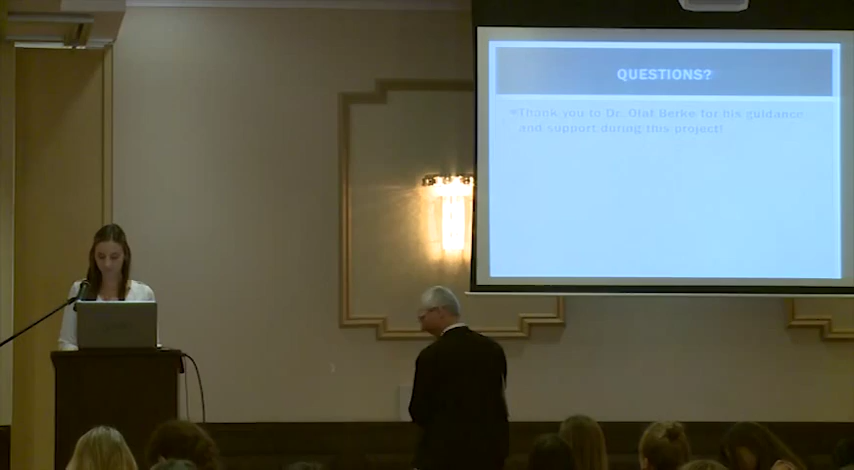 QUESTIONS?
Thank you to Dr. Olaf Berke for his guidance
and support during this project!